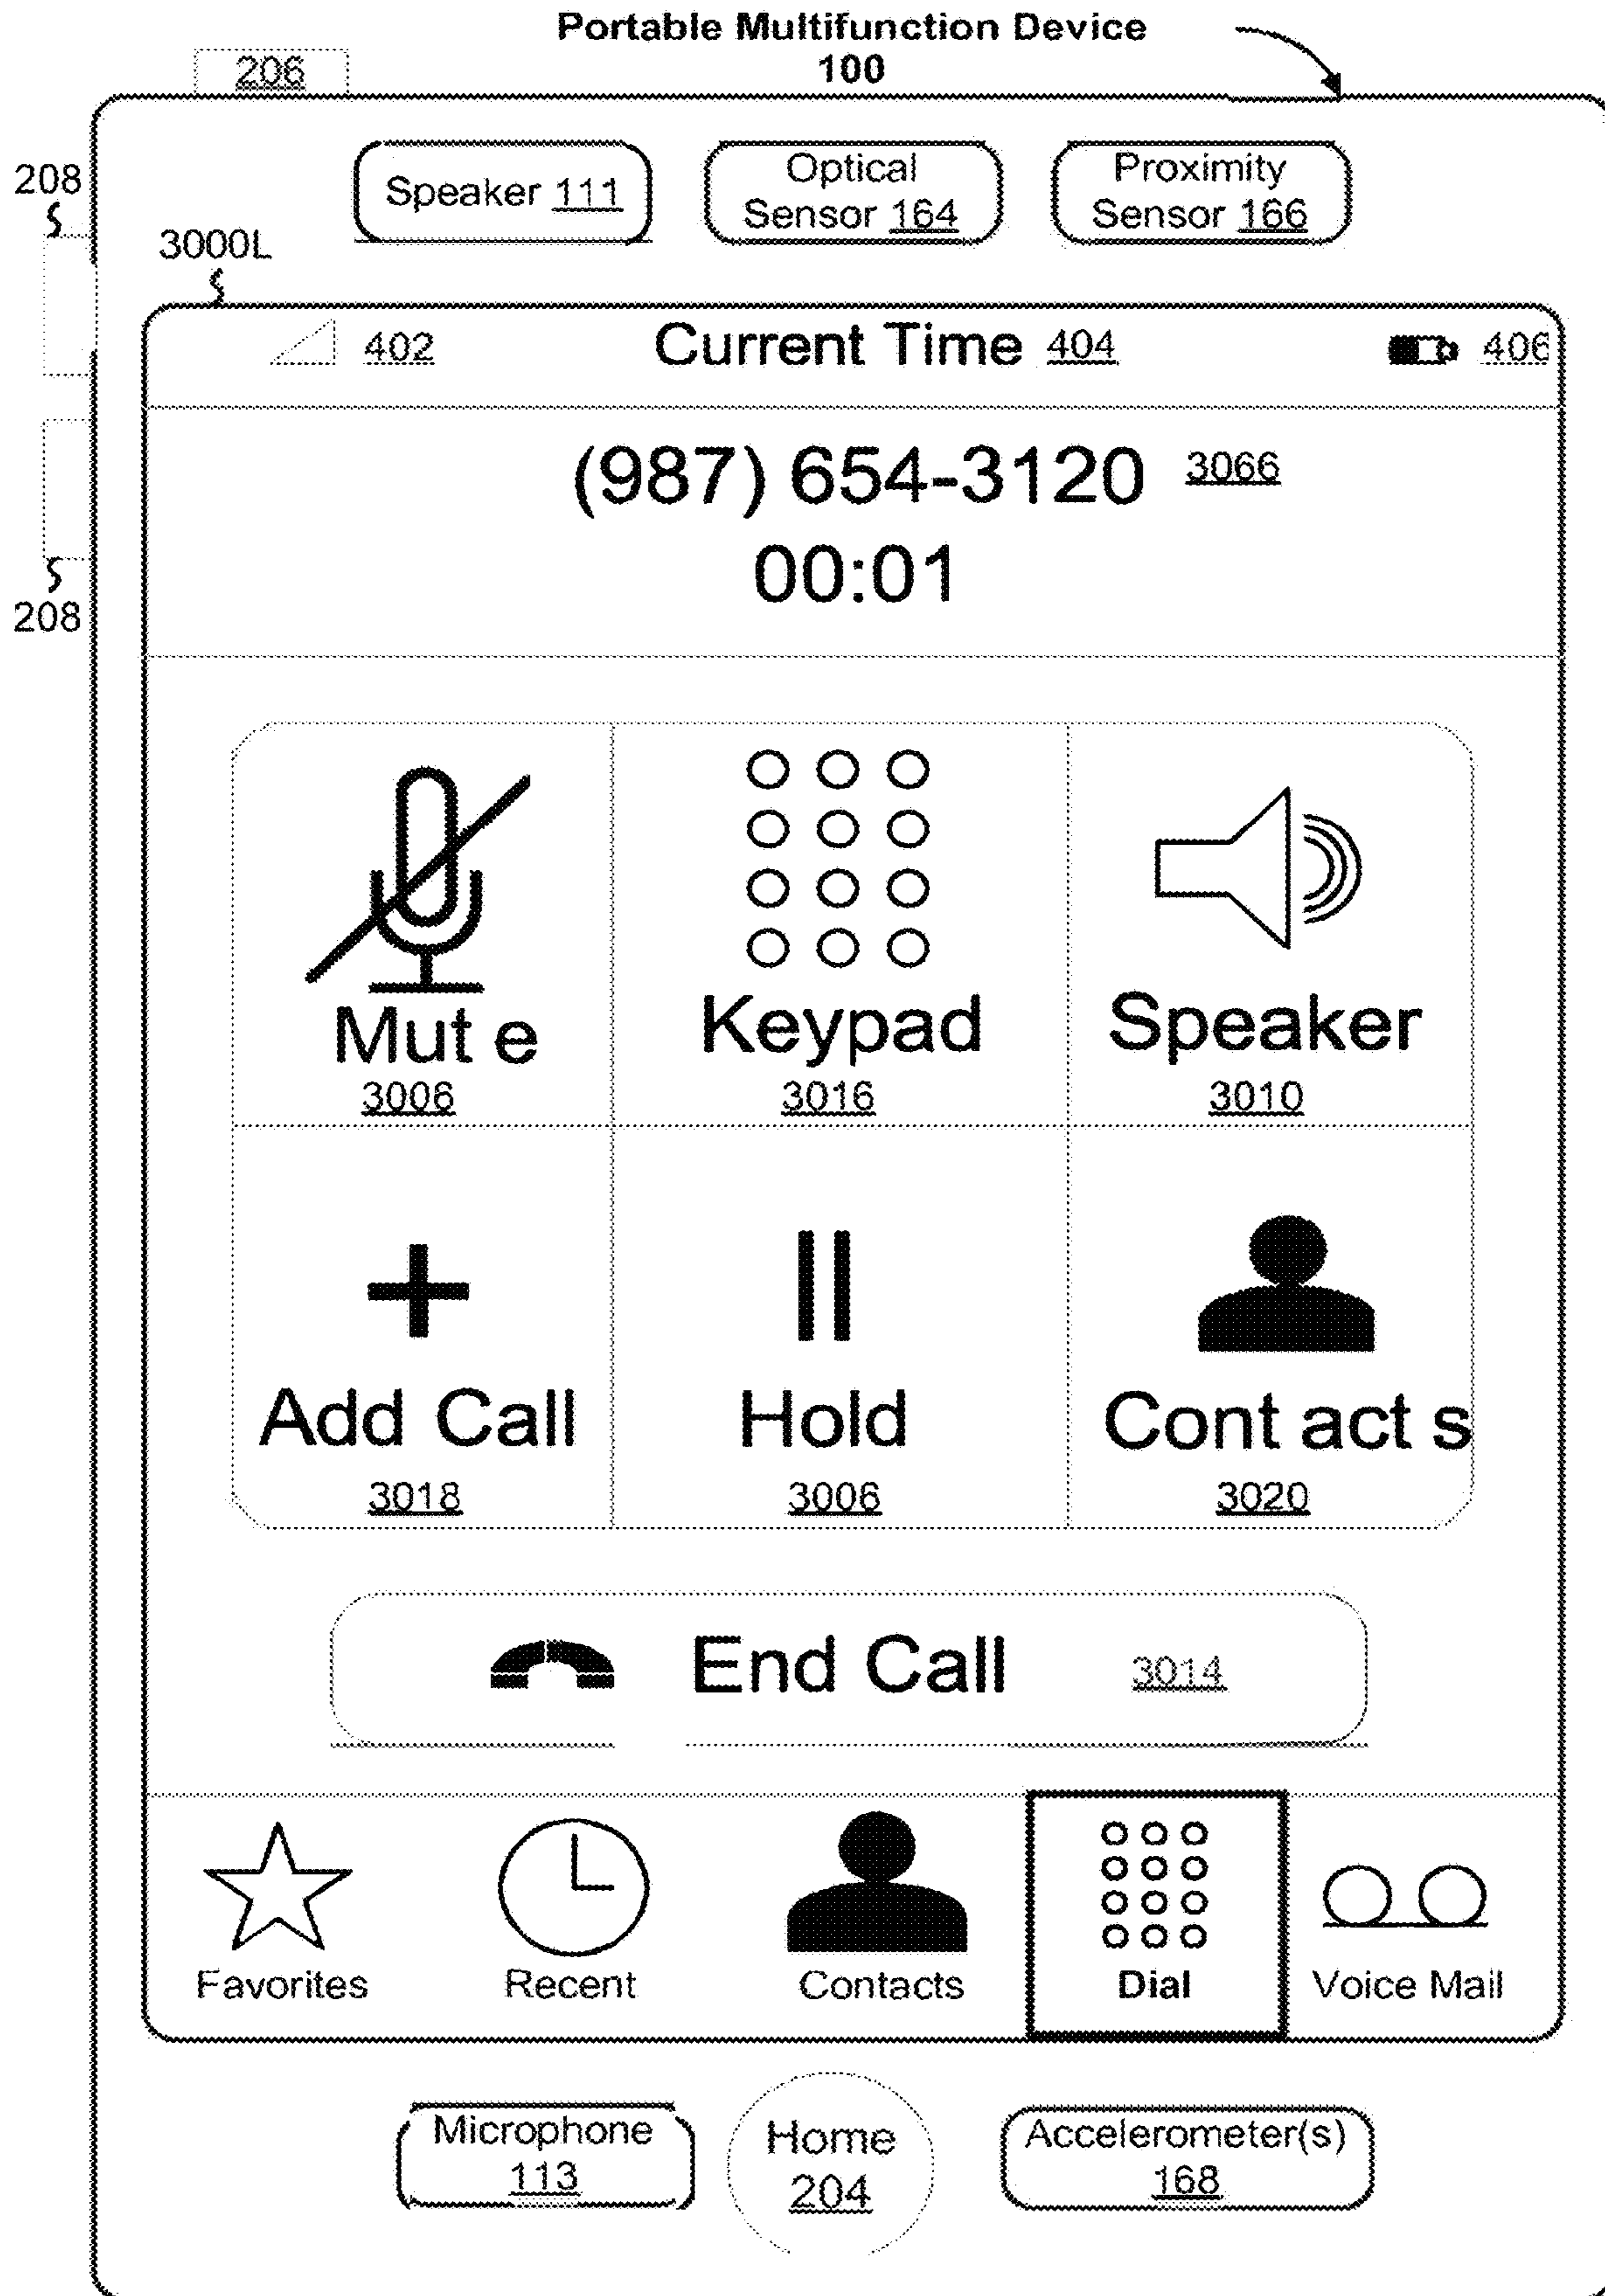 Portable Multifunction Device
100
206
208
Speaker 111
Optical
Sensor 164
Proximity
Sensor 166
3000L
402
Current Time 404
406
(987) 654-3120 3066
00:01
208
Mut e
3008
Keypad
3016
Speaker
3010
Add Call
3018
Hold
3006
Cont act s
3020
End Call 3014
Favorites
Recent
Contacts
Dial
Voice Mail
Microphone
113
Home
204
Accelerometer(s)
168